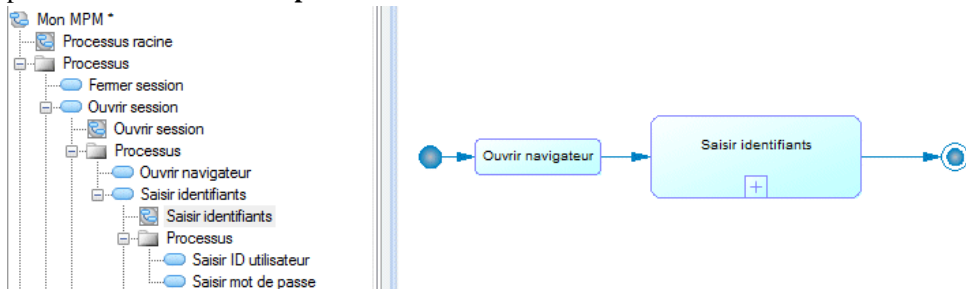 Mon MPM *
Processus racine
Processus
Fermer session
Ouvrir session
Ouvrir session
Processus
Ouvrir navigateur
Saisir identifiants
Saisir identifiants
Processus
Saisir ID utilisateur
Saisir mot de passe
Ouvrir navigateur
Saisir identifiants